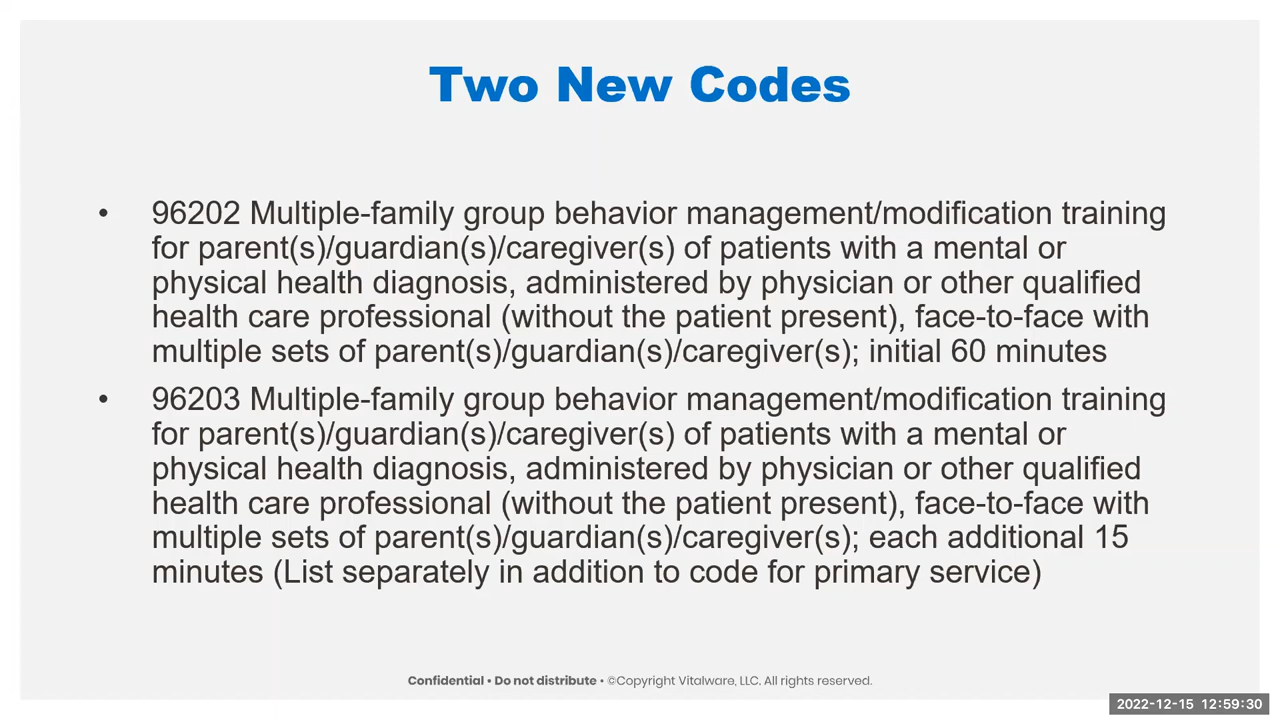 Two New Codes
• 96202 Multiple-family group behavior management/modification training
for parent(s)/guardian(s)/caregiver(s) of patients with a mental or
physical health diagnosis, administered by physician or other qualified
health care professional (without the patient present), face-to-face with
multiple sets of parent(s)/guardian(s)/caregiver(s); initial 60 minutes
• 96203 Multiple-family group behavior management/modification training
for parent(s)/guardian(s)/caregiver(s) of patients with a mental or
physical health diagnosis, administered by physician or other qualified
health care professional (without the patient present), face-to-face with
multiple sets of parent(s)/guardian(s)/caregiver(s); each additional 15
minutes (List separately in addition to code for primary service)
Confidential • Do not distribute • ©Copyright Vitalware, LLC. All rights reserved.
2022-12-15 12:59:30